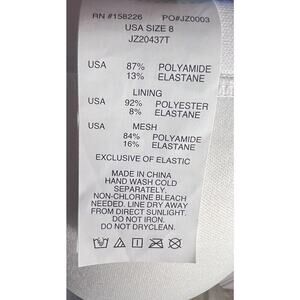 RN #158226 PO#JZ0003
USA SIZE 8
JZ20437T
USA 87% POLYAMIDE
13% ELASTANE
LINING
USA 92% POLYESTER
8% ELASTANE
USA MESH
84% POLYAMIDE
16% ELASTANE
EXCLUSIVE OF ELASTIC
MADE IN CHINA
HAND WASH COLD
SEPARATELY.
NON-CHLORINE BLEACH
NEEDED. LINE DRY AWAY
FROM DIRECT SUNLIGHT.
DO NOT IRON.
DO NOT DRYCLEAN.